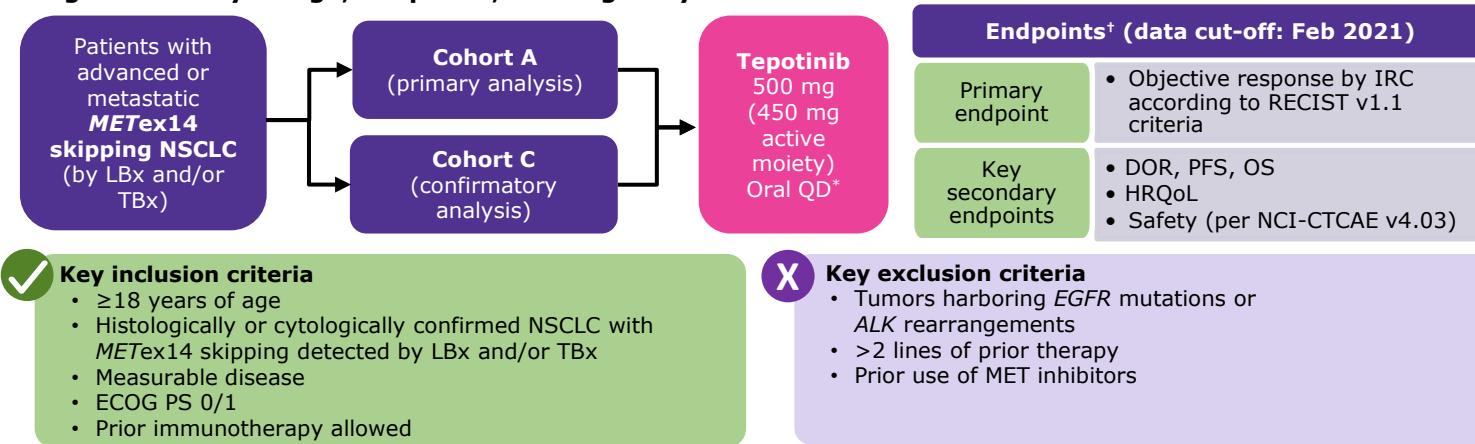 Patients with
advanced or
metastatic
METex14
skipping NSCLC
(by LBx and/or
TBx)
Cohort A
(primary analysis)
Cohort C
(confirmatory
analysis)
Tepotinib
500 mg
(450 mg
active
moiety)
Oral QD*
Endpoints† (data cut-off: Feb 2021)
Primary
endpoint
• Objective response by IRC
according to RECIST v1.1
criteria
Key
secondary
endpoints
• DOR, PFS, OS
• HRQoL
• Safety (per NCI-CTCAE v4.03)
Key inclusion criteria
• ≥18 years of age
• Histologically or cytologically confirmed NSCLC with
METex14 skipping detected by LBx and/or TBx
• Measurable disease
• ECOG PS 0/1
• Prior immunotherapy allowed
X
Key exclusion criteria
• Tumors harboring EGFR mutations or
ALK rearrangements
• >2 lines of prior therapy
• Prior use of MET inhibitors